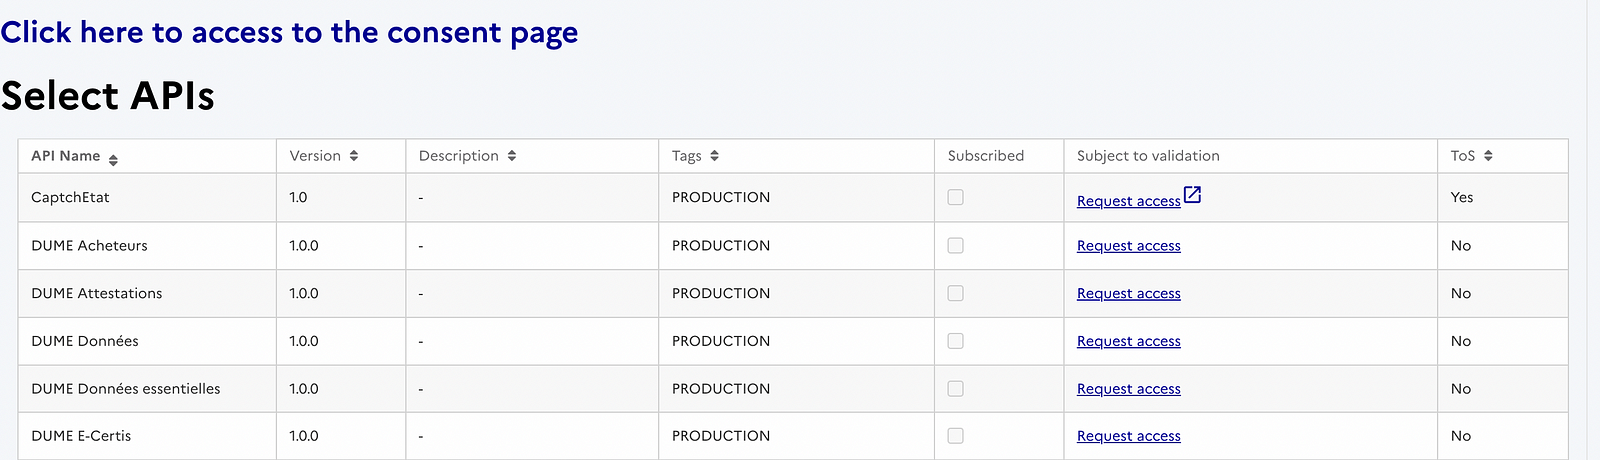 Click here to access to the consent page
Select APIs
API Name Version Description Tags Subscribed Subject to validation ToS
CaptchEtat 1.0 - PRODUCTION Request access Yes
DUME Acheteurs 1.0.0 - PRODUCTION Request access No
DUME Attestations 1.0.0 - PRODUCTION Request access No
DUME Données 1.0.0 - PRODUCTION Request access No
DUME Données essentielles 1.0.0 - PRODUCTION Request access No
DUME E-Certis 1.0.0 - PRODUCTION Request access No